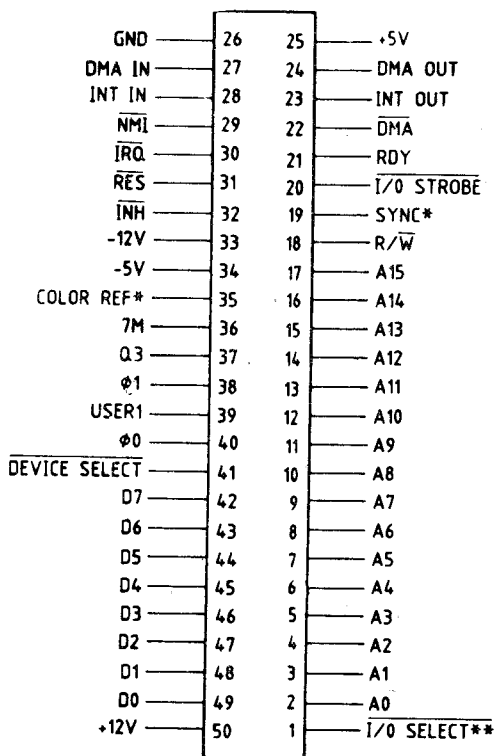 GND 26 25 +5V
DMA IN 27 24 DMA OUT
INT IN 28 23 INT OUT
NMI 29 22 DMA
IRQ 30 21 RDY
RES 31 20 I/O STROBE
INH 32 19 SYNC*
-12V 33 18 R/W
-5V 34 17 A15
COLOR REF* 35 16 A14
7M 36 15 A13
Q3 37 14 A12
ϕ1 38 13 A11
USER1 39 12 A10
ϕ0 40 11 A9
DEVICE SELECT 41 10 A8
D7 42 9 A7
D6 43 8 A6
D5 44 7 A5
D4 45 6 A4
D3 46 5 A3
D2 47 4 A2
D1 48 3 A1
D0 49 2 A0
+12V 50 1 I/O SELECT**